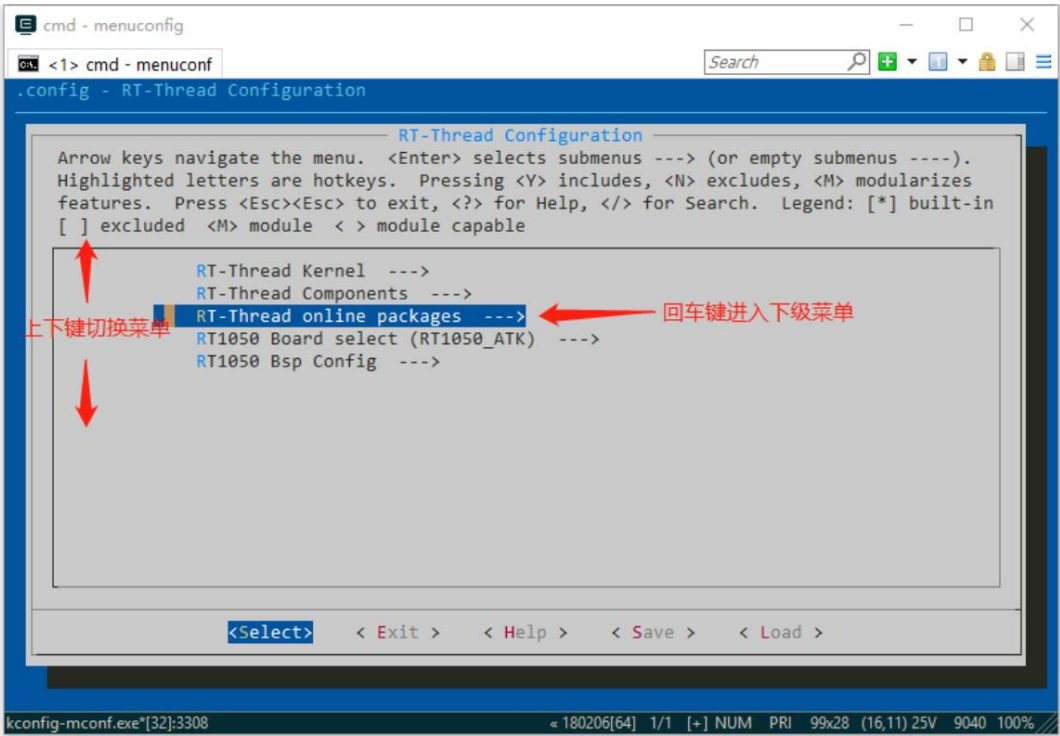 cmd - menuconfig
<1> cmd - menuconf
Search
.config - RT-Thread Configuration
RT-Thread Configuration
Arrow keys navigate the menu.  <Enter> selects submenus ---> (or empty submenus ----).
Highlighted letters are hotkeys.  Pressing <Y> includes, <N> excludes, <M> modularizes
features.  Press <Esc><Esc> to exit, <?> for Help, </> for Search.  Legend: [*] built-in
[ ] excluded  <M> module  < > module capable
RT-Thread Kernel  --->
RT-Thread Components  --->
RT-Thread online packages  --->
回车键进入下级菜单
上下键切换菜单
RT1050 Board select (RT1050_ATK)  --->
RT1050 Bsp Config  --->
<Select>    < Exit >    < Help >    < Save >    < Load >
kconfig-mconf.exe*[32]:3308
« 180206[64]  1/1  [+] NUM  PRI  99x28  (16,11) 25V  9040  100%